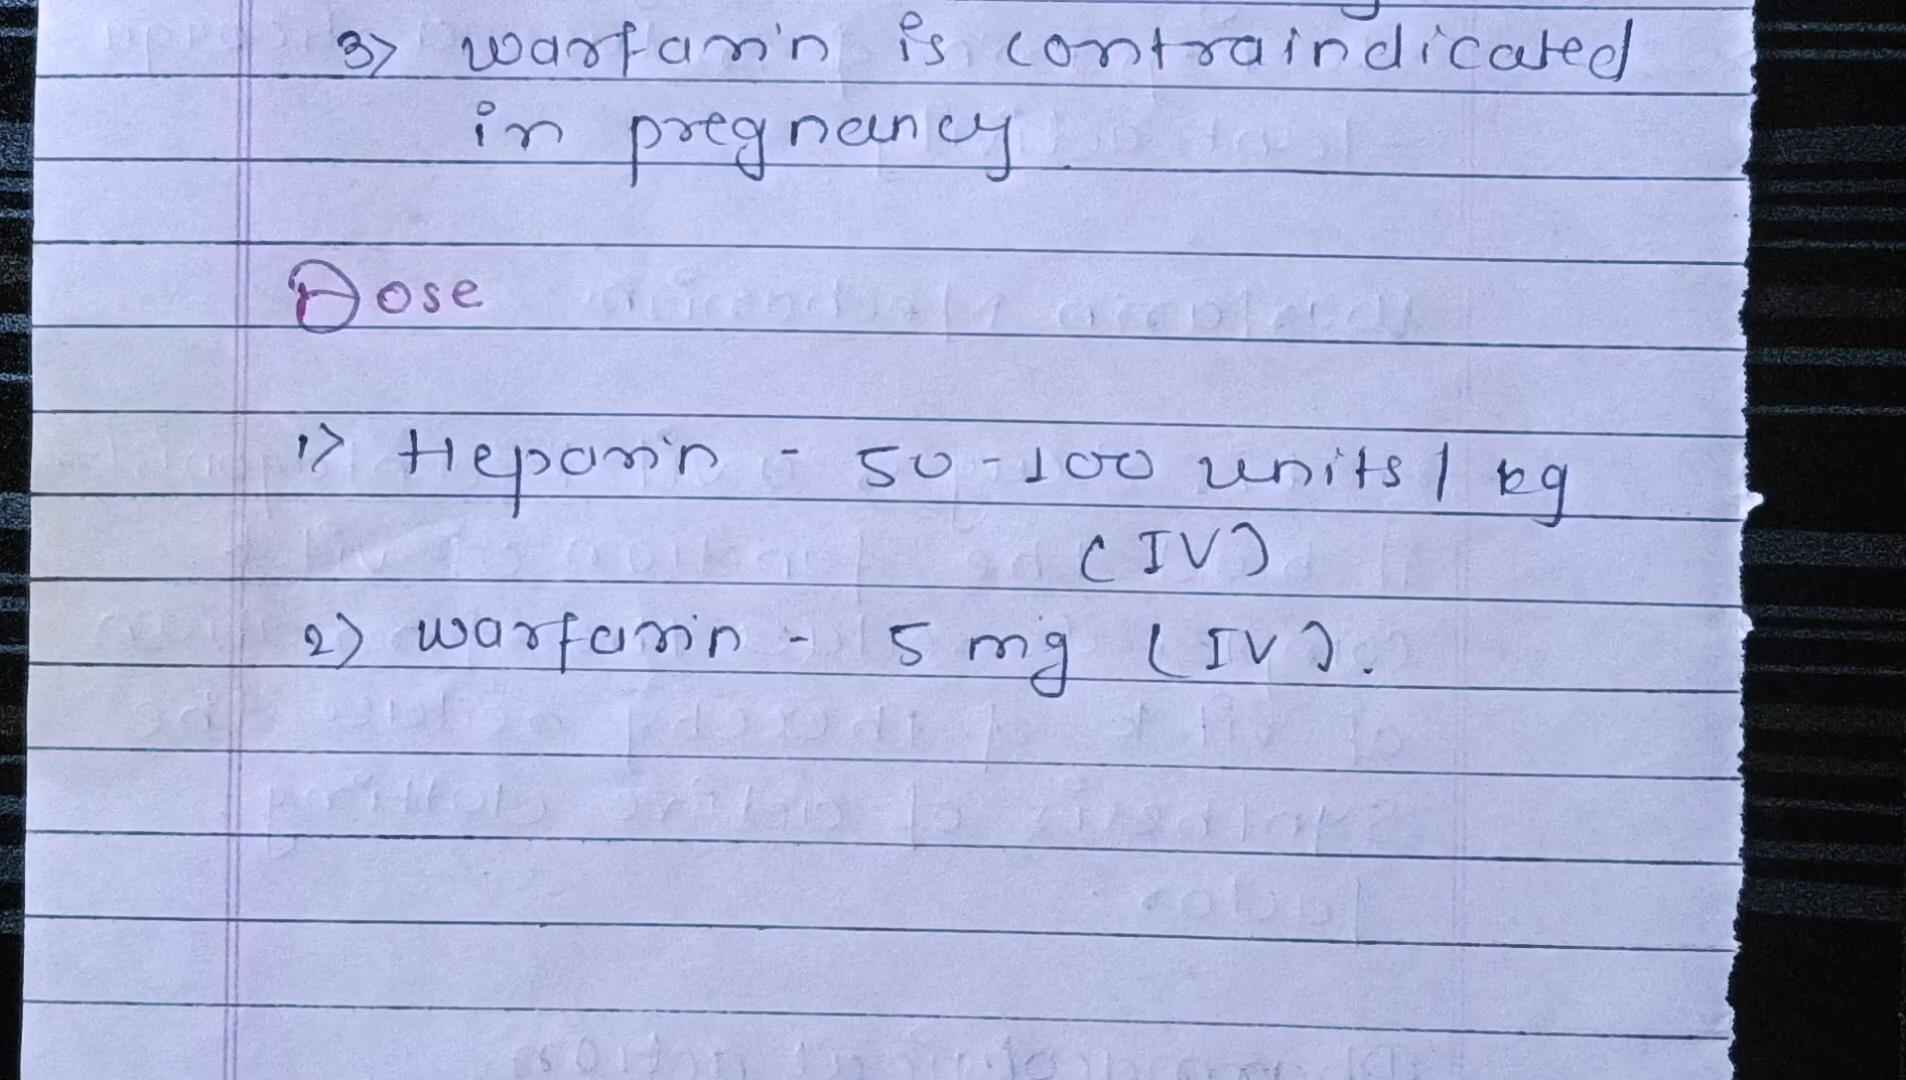 3) warfarin is contraindicated
in pregnancy
Dose
1) Heparin - 50-100 units / kg
(IV)
2) warfarin - 5 mg (IV).